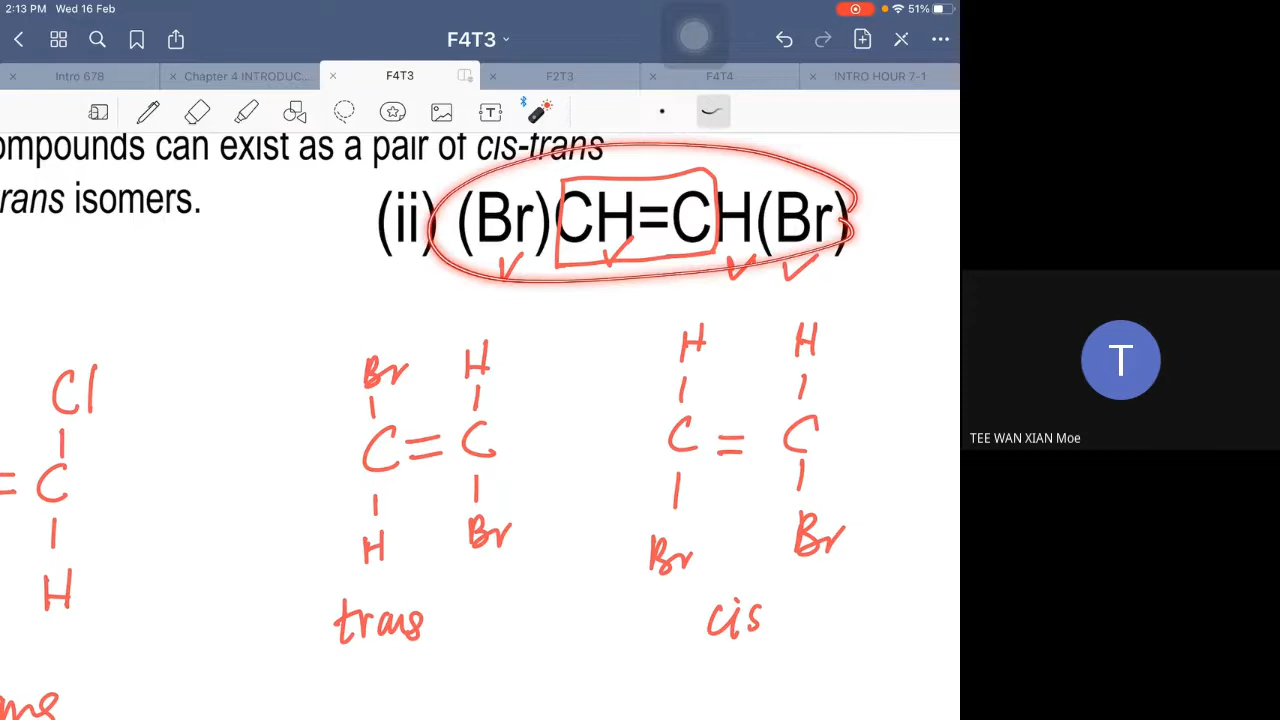 2:13 PM Wed 16 Feb
51%
F4T3
Intro 678
Chapter 4 INTRODUC...
F4T3
F2T3
F4T4
INTRO HOUR 7-1
T
ompounds can exist as a pair of cis-trans
rans isomers.
(ii) (Br)CH=CH(Br)
Cl
= C
H
Br H
C = C
H Br
trans
H H
C = C
Br Br
cis
T
TEE WAN XIAN Moe